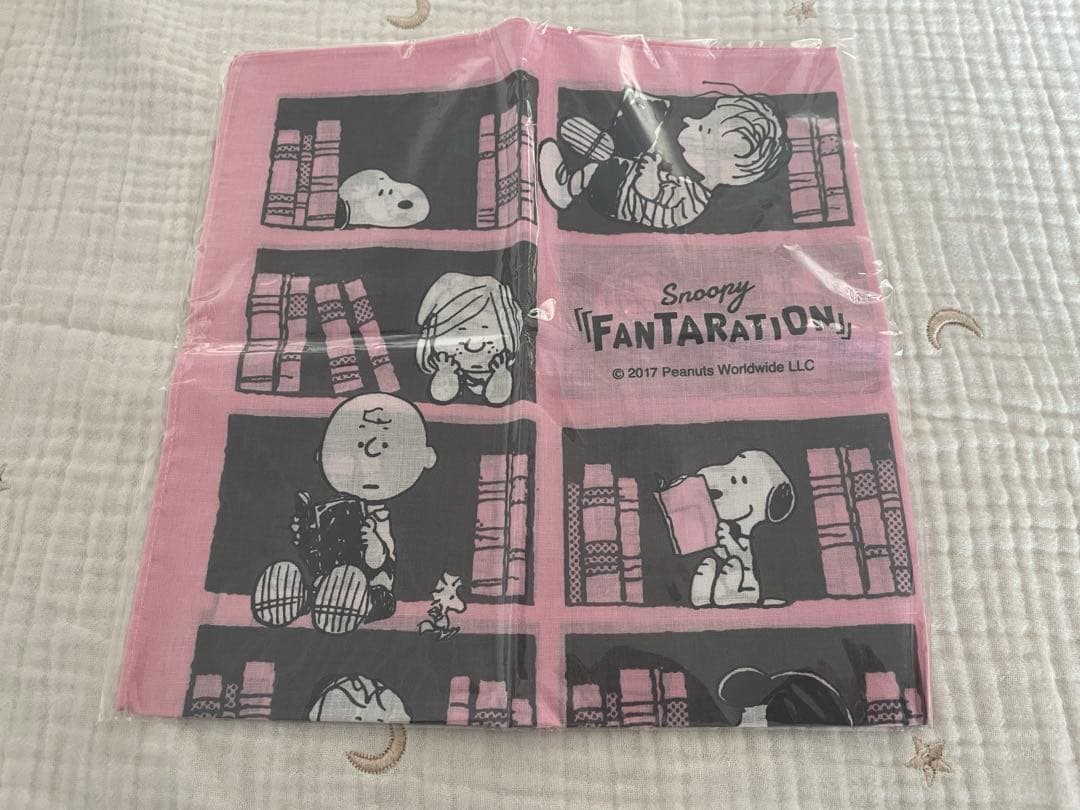 Snoopy
『FANTARATION』
© 2017 Peanuts Worldwide LLC